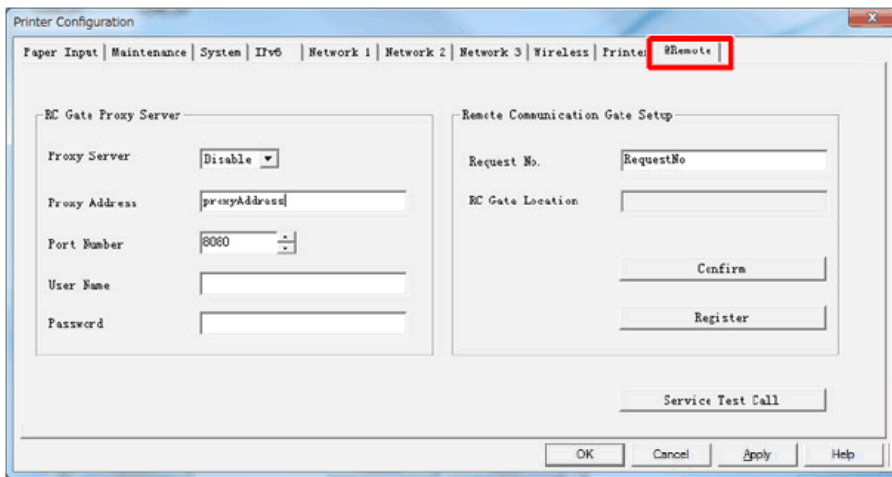 Printer Configuration
Paper Input Maintenance System IPv6 Network 1 Network 2 Network 3 Wireless Printer @Remote
RC Gate Proxy Server
Proxy Server Disable
Proxy Address proxyAddress
Port Number 8080
User Name
Password
Remote Communication Gate Setup
Request No. RequestNo
RC Gate Location
Confirm
Register
Service Test Call
OK Cancel Apply Help